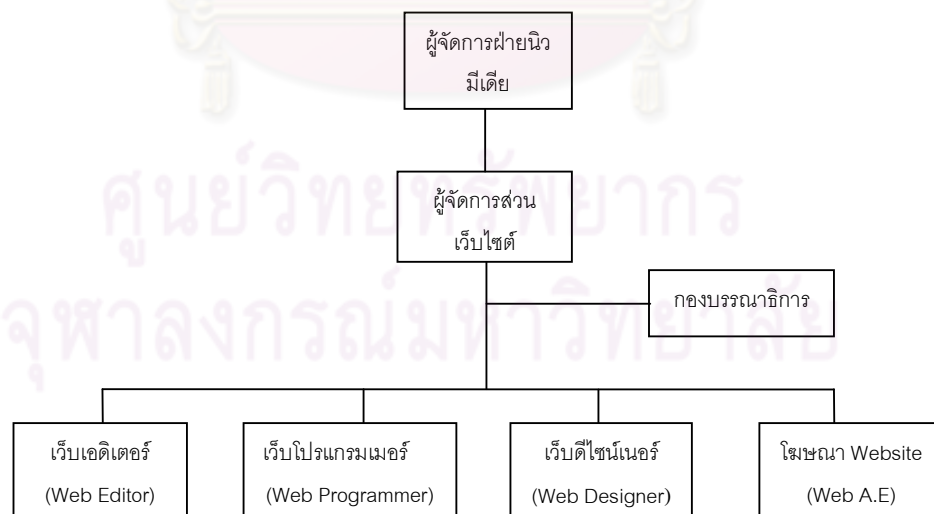 ผู้จัดการฝ่ายนิว
มีเดีย
ศูนย์วิทยทรัพยากร
ผู้จัดการส่วน
เว็บไซต์
กองบรรณาธิการ
จุฬาลงกรณ์มหาวิทยาลัย
เว็บเอดิเตอร์
(Web Editor)
เว็บโปรแกรมเมอร์
(Web Programmer)
เว็บดีไซน์เนอร์
(Web Designer)
โฆษณา Website
(Web A.E)